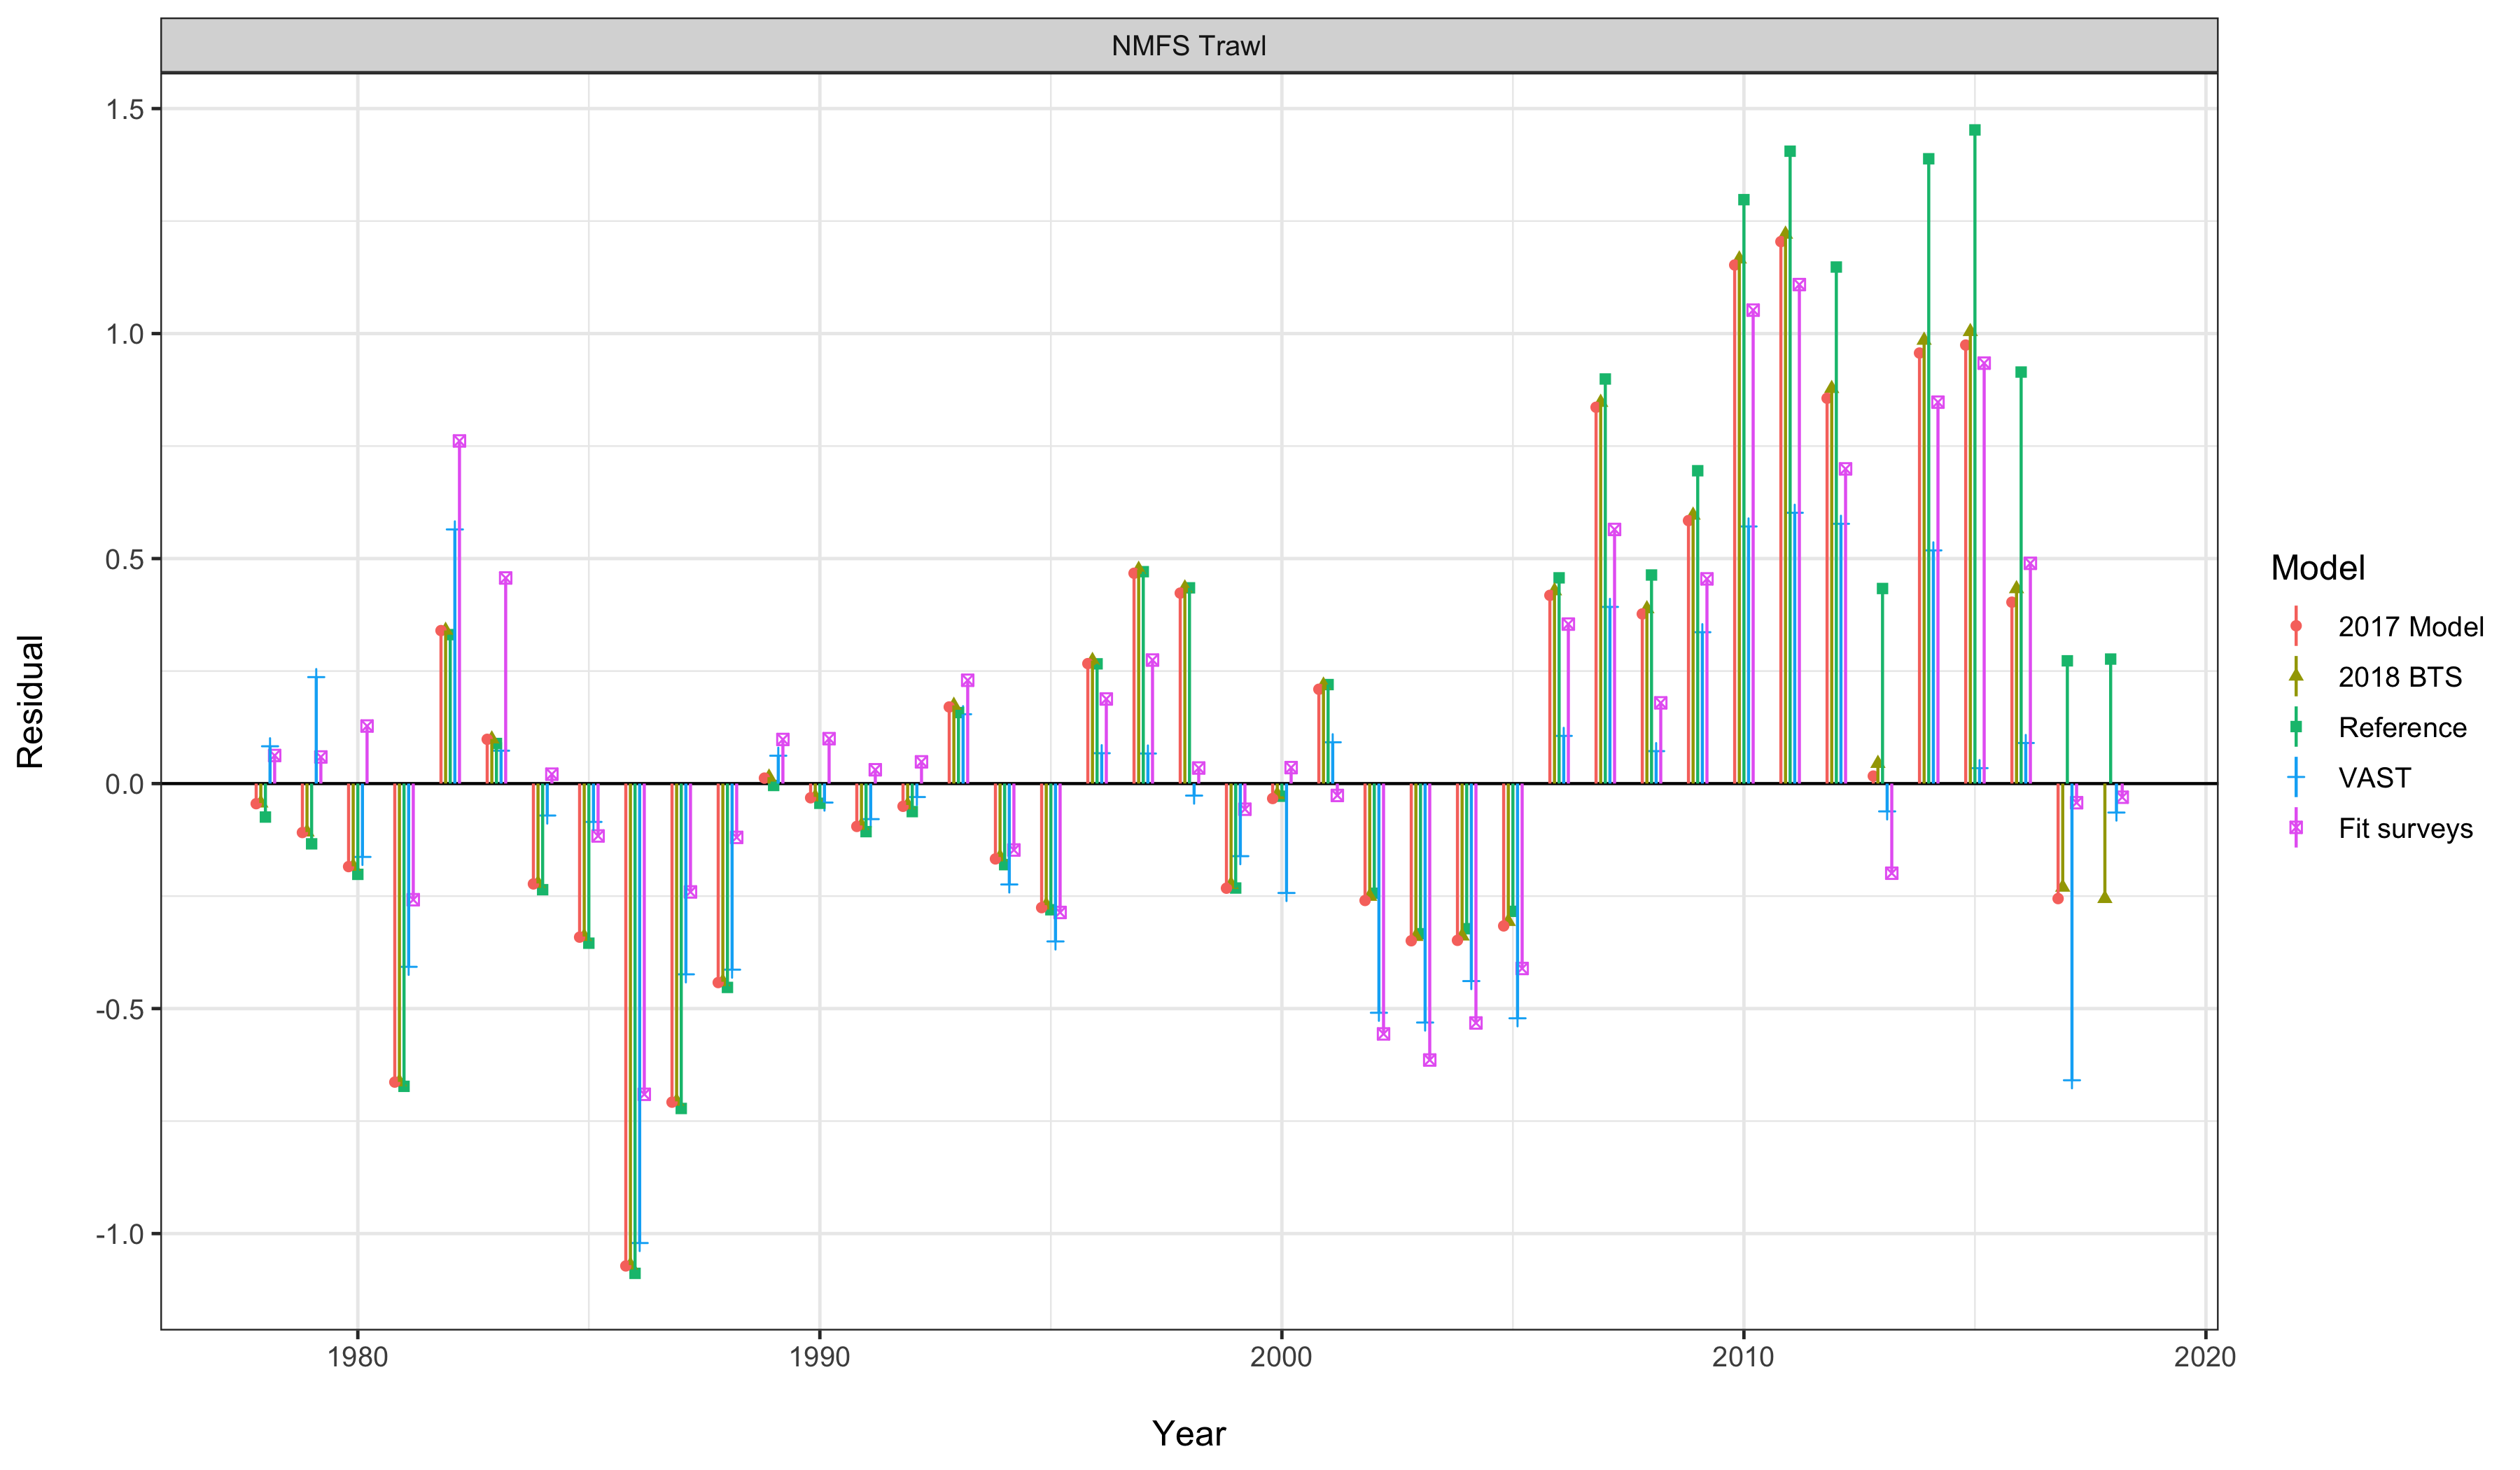 NMFS Trawl
1.5
1.0
0.5
0.0
-0.5
-1.0
Residual
1980
1990
2000
2010
2020
Year
Model
2017 Model
2018 BTS
Reference
VAST
Fit surveys